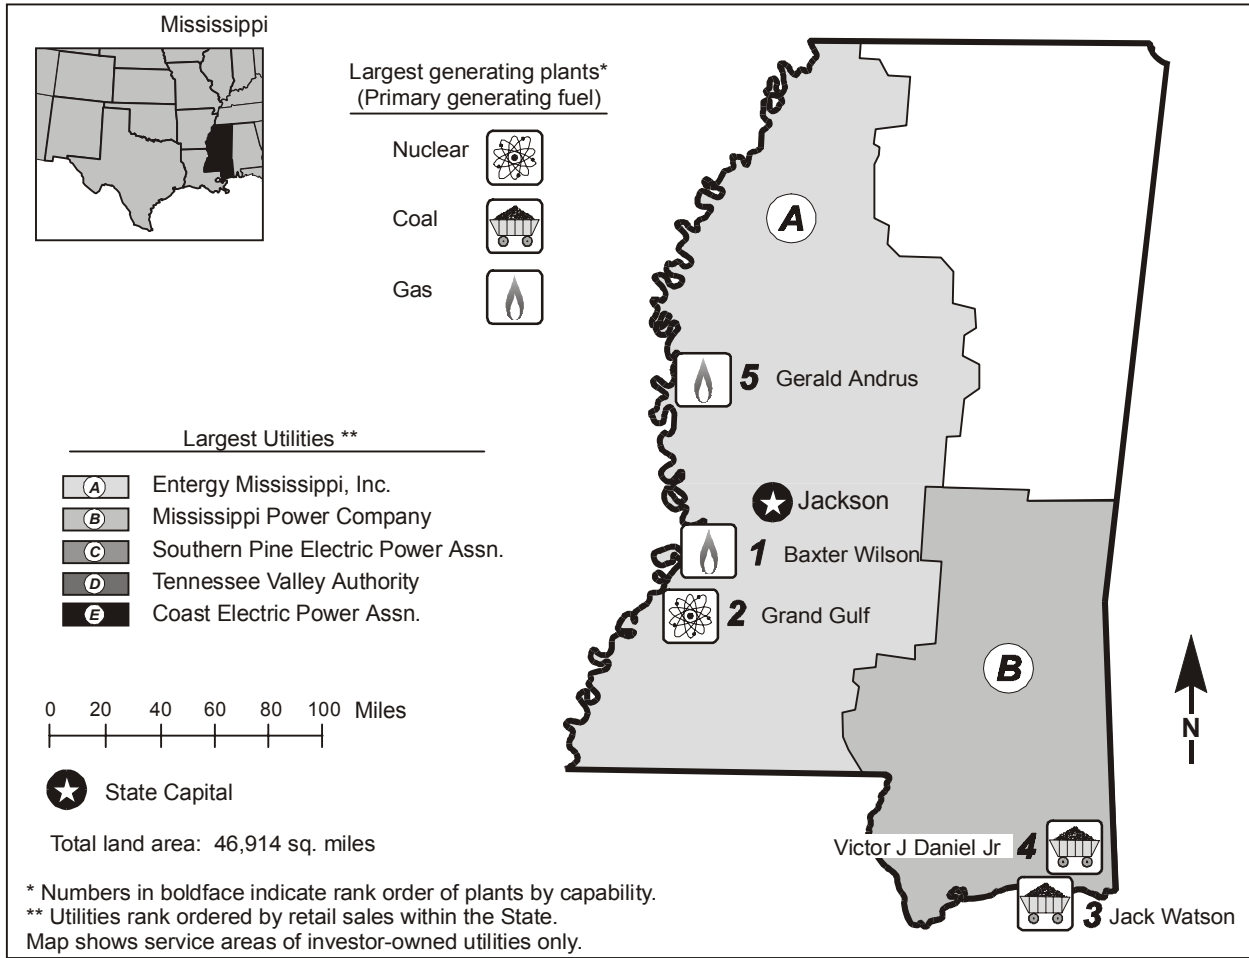 Mississippi
Largest generating plants*
(Primary generating fuel)
Nuclear
Coal
Gas
A
5 Gerald Andrus
Jackson
1 Baxter Wilson
2 Grand Gulf
B
N
Victor J Daniel Jr 4
3 Jack Watson
Largest Utilities **
A Entergy Mississippi, Inc.
B Mississippi Power Company
C Southern Pine Electric Power Assn.
D Tennessee Valley Authority
E Coast Electric Power Assn.
0 20 40 60 80 100 Miles
State Capital
Total land area: 46,914 sq. miles
* Numbers in boldface indicate rank order of plants by capability.
** Utilities rank ordered by retail sales within the State.
Map shows service areas of investor-owned utilities only.